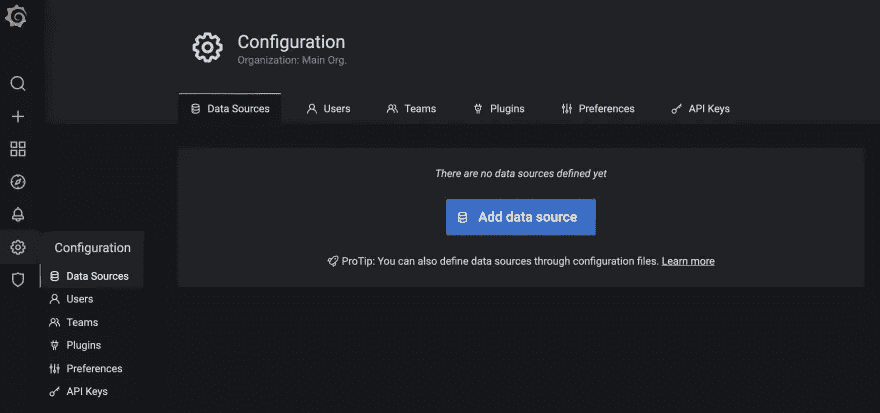 Configuration
Organization: Main Org.
Data Sources Users Teams Plugins Preferences API Keys
There are no data sources defined yet
Add data source
ProTip: You can also define data sources through configuration files. Learn more
Configuration
Data Sources
Users
Teams
Plugins
Preferences
API Keys